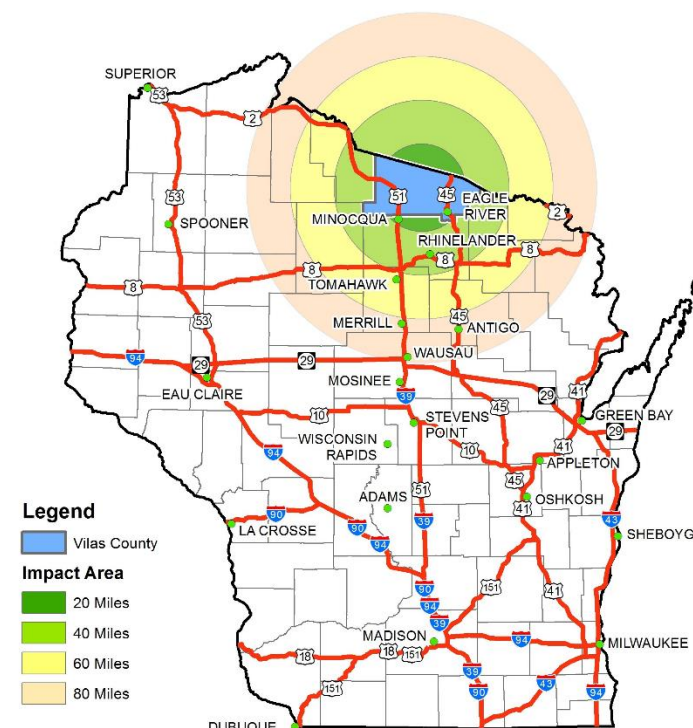 SUPERIOR
53
2
51
45
EAGLE
RIVER
MINOCQUA
2
53
SPOONER
RHINELANDER
8
8
8
TOMAHAWK
8
53
MERRILL
45
ANTIGO
94
29
29
WAUSAU
EAU CLAIRE
MOSINEE
39
29
41
10
STEVENS
POINT
45
GREEN BAY
29
94
WISCONSIN
RAPIDS
10
41
APPLETON
45
51
ADAMS
OSHKOSH
41
90
LA CROSSE
90
39
43
94
SHEBOYG
90
94
39
151
41
MADISON
94
MILWAUKEE
18
18
151
39
43
151
90
94
DUBUQUE
Legend
Vilas County
Impact Area
20 Miles
40 Miles
60 Miles
80 Miles